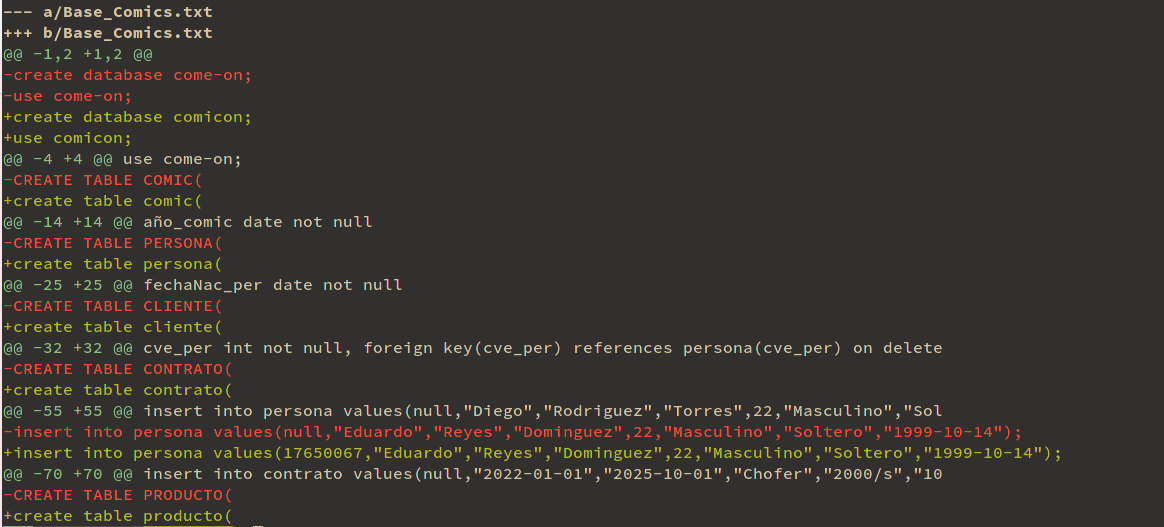 --- a/Base_Comics.txt
+++ b/Base_Comics.txt
@@ -1,2 +1,2 @@
-create database come-on;
-use come-on;
+create database comicon;
+use comicon;
@@ -4 +4 @@ use come-on;
-CREATE TABLE COMIC(
+create table comic(
@@ -14 +14 @@ año_comic date not null
-CREATE TABLE PERSONA(
+create table persona(
@@ -25 +25 @@ fechaNac_per date not null
-CREATE TABLE CLIENTE(
+create table cliente(
@@ -32 +32 @@ cve_per int not null, foreign key(cve_per) references persona(cve_per) on delete
-CREATE TABLE CONTRATO(
+create table contrato(
@@ -55 +55 @@ insert into persona values(null,"Diego","Rodriguez","Torres",22,"Masculino","Sol
-insert into persona values(null,"Eduardo","Reyes","Dominguez",22,"Masculino","Soltero","1999-10-14");
+insert into persona values(17650067,"Eduardo","Reyes","Dominguez",22,"Masculino","Soltero","1999-10-14");
@@ -70 +70 @@ insert into contrato values(null,"2022-01-01","2025-10-01","Chofer","2000/s","10
-CREATE TABLE PRODUCTO(
+create table producto(